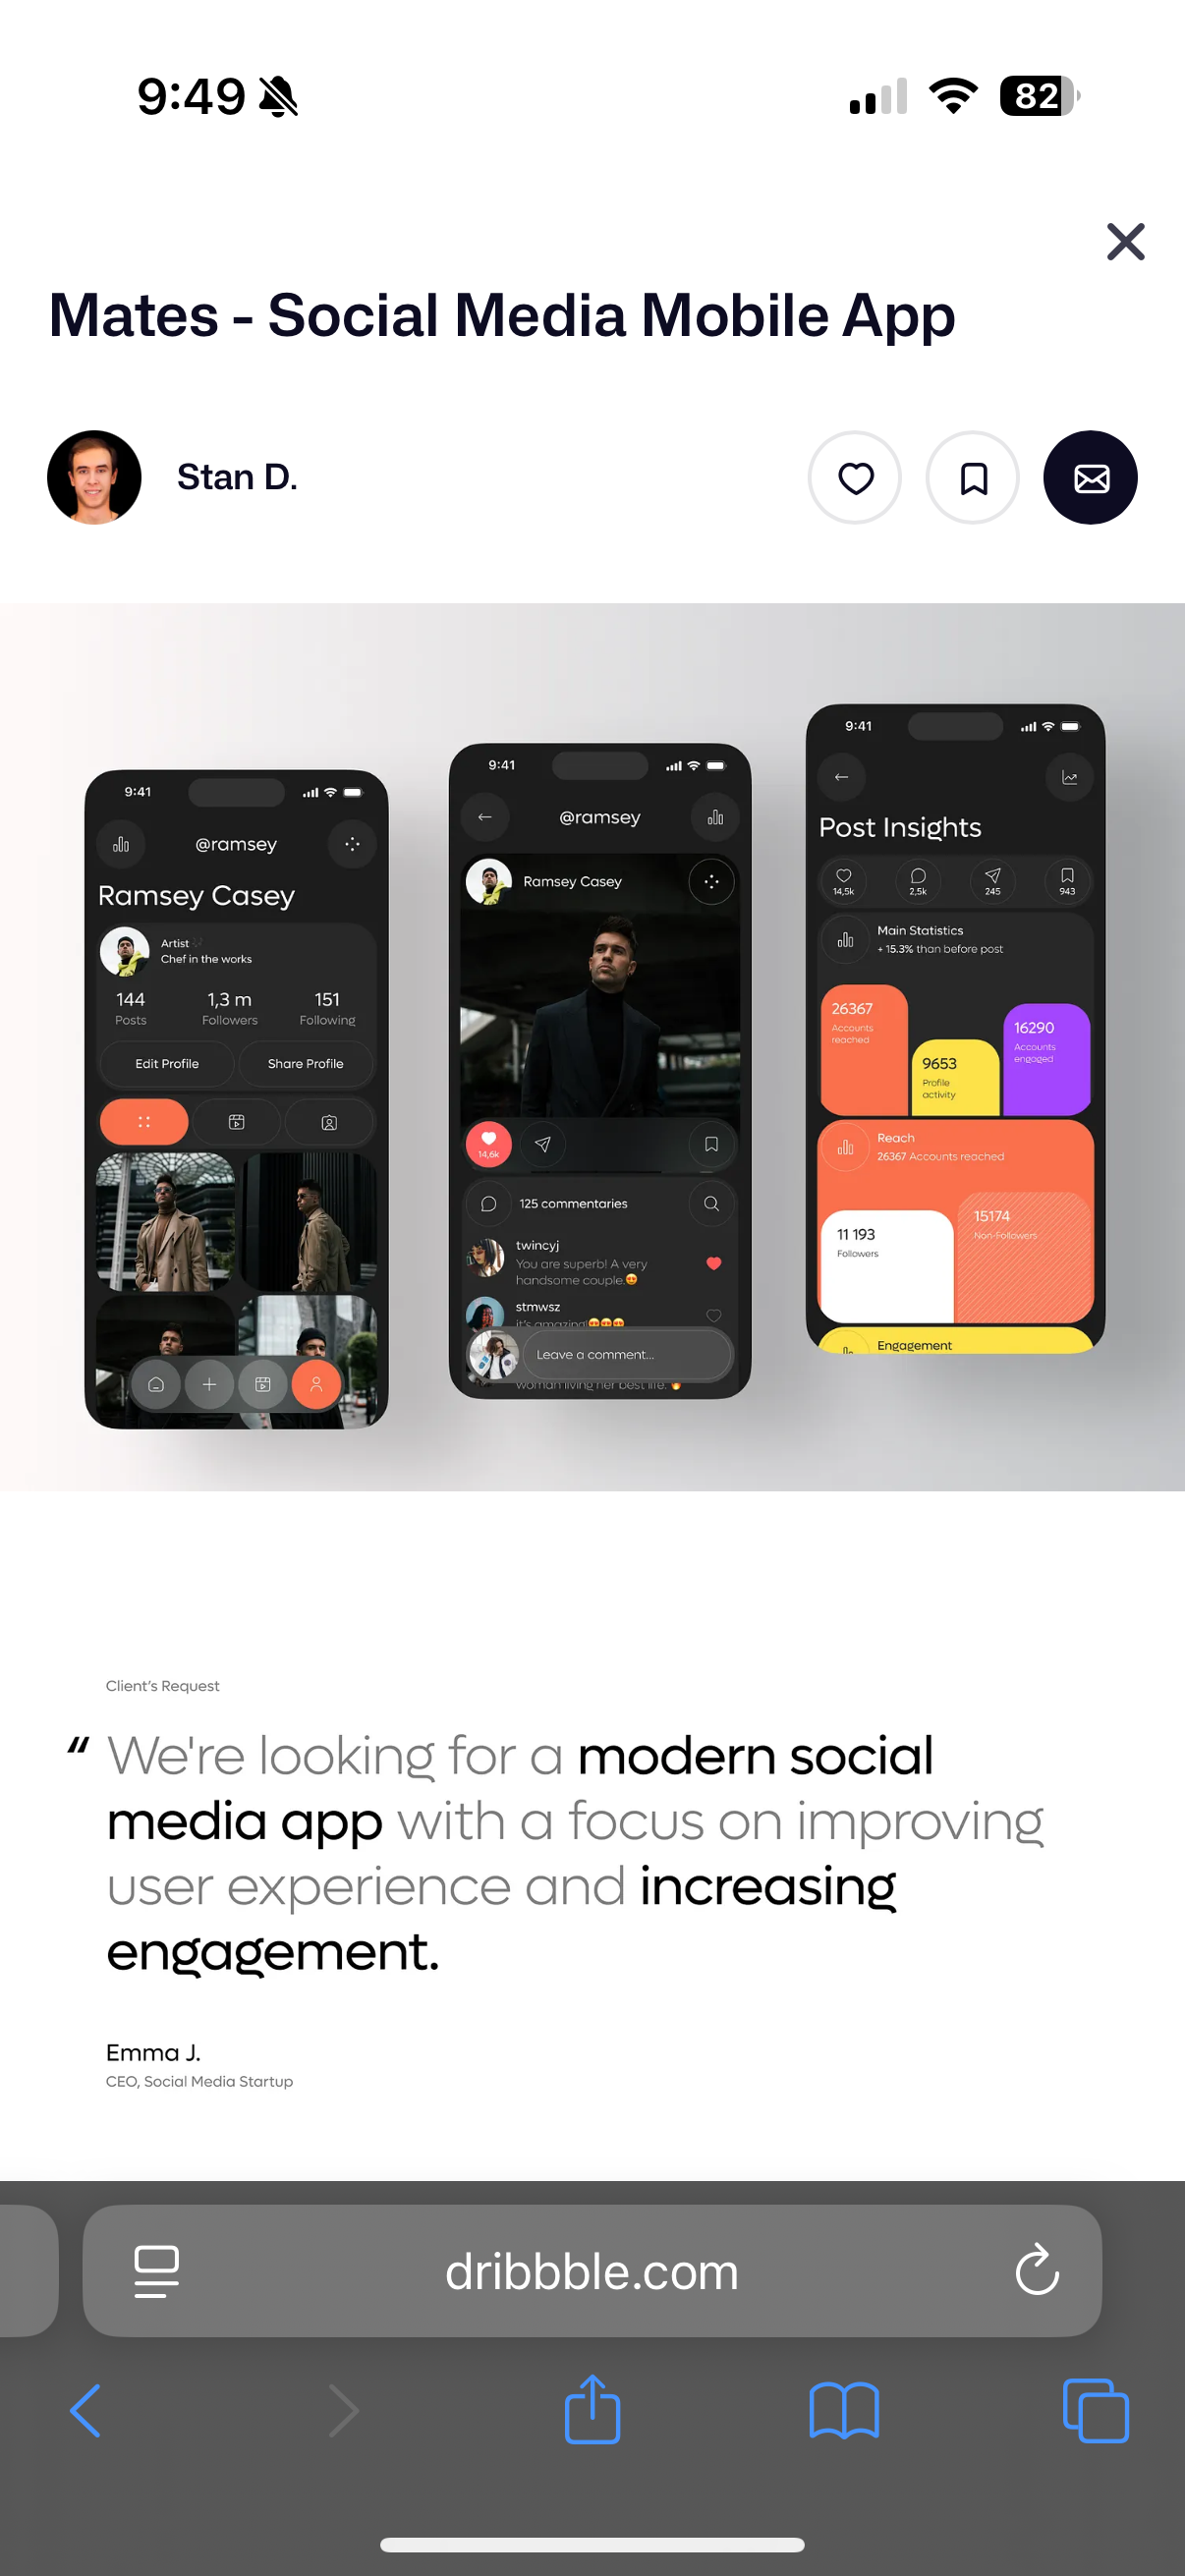 9:49
82
Mates - Social Media Mobile App
Stan D.
9:41
@ramsey
Ramsey Casey
Artist
Chef in the works
144
1,3 m
151
Posts
Followers
Following
Edit Profile
Share Profile
9:41
@ramsey
Ramsey Casey
14,6k
125 commentaries
twincyj
You are superb! A very
handsome couple.😍
stmwsz
it's amazing!😍😍😍
Leave a comment...
woman living her best life. 🔥
9:41
Post Insights
14,5k
2,5k
245
943
Main Statistics
+ 15.3% than before post
26367
Accounts
reached
9653
Profile
activity
16290
Accounts
engaged
Reach
26367 Accounts reached
11 193
Followers
15174
Non-Followers
Engagement
Client's Request
“ We're looking for a modern social
media app with a focus on improving
user experience and increasing
engagement.
Emma J.
CEO, Social Media Startup
dribbble.com